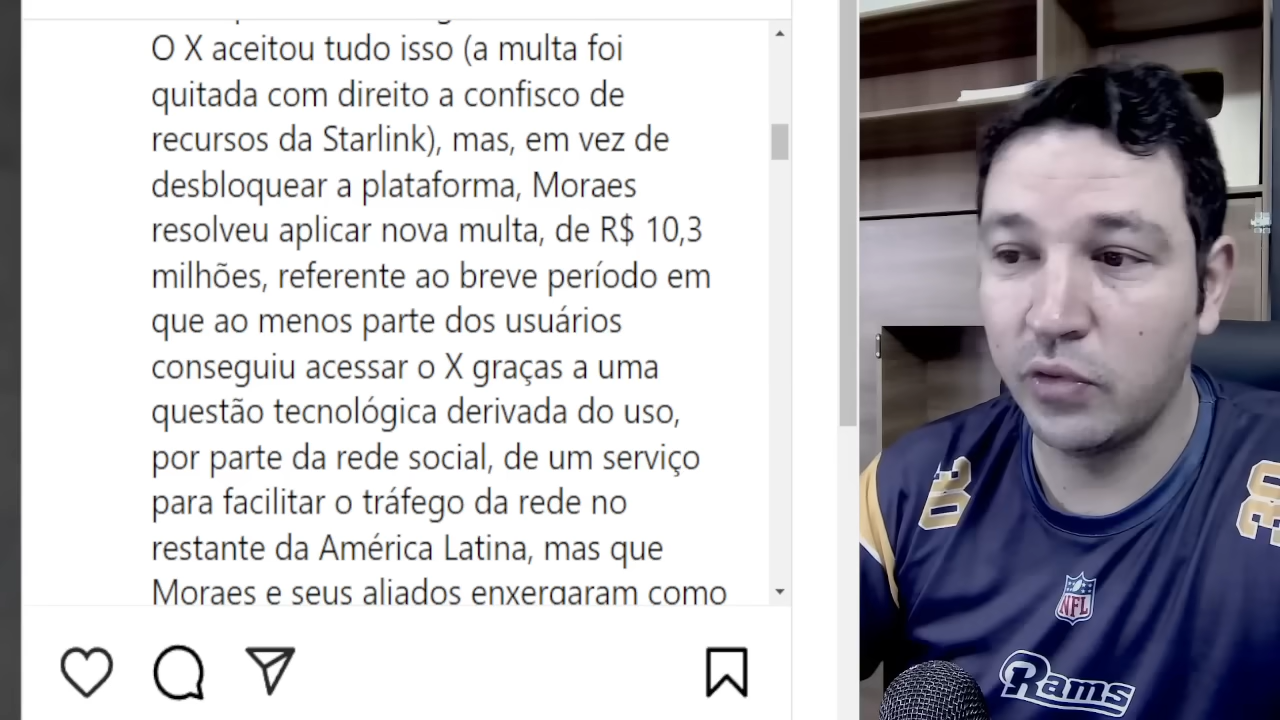 O X aceitou tudo isso (a multa foi
quitada com direito a confisco de
recursos da Starlink), mas, em vez de
desbloquear a plataforma, Moraes
resolveu aplicar nova multa, de R$ 10,3
milhões, referente ao breve período em
que ao menos parte dos usuários
conseguiu acessar o X graças a uma
questão tecnológica derivada do uso,
por parte da rede social, de um serviço
para facilitar o tráfego da rede no
restante da América Latina, mas que
Moraes e seus aliados enxergaram como
30
30
NFL
Rams